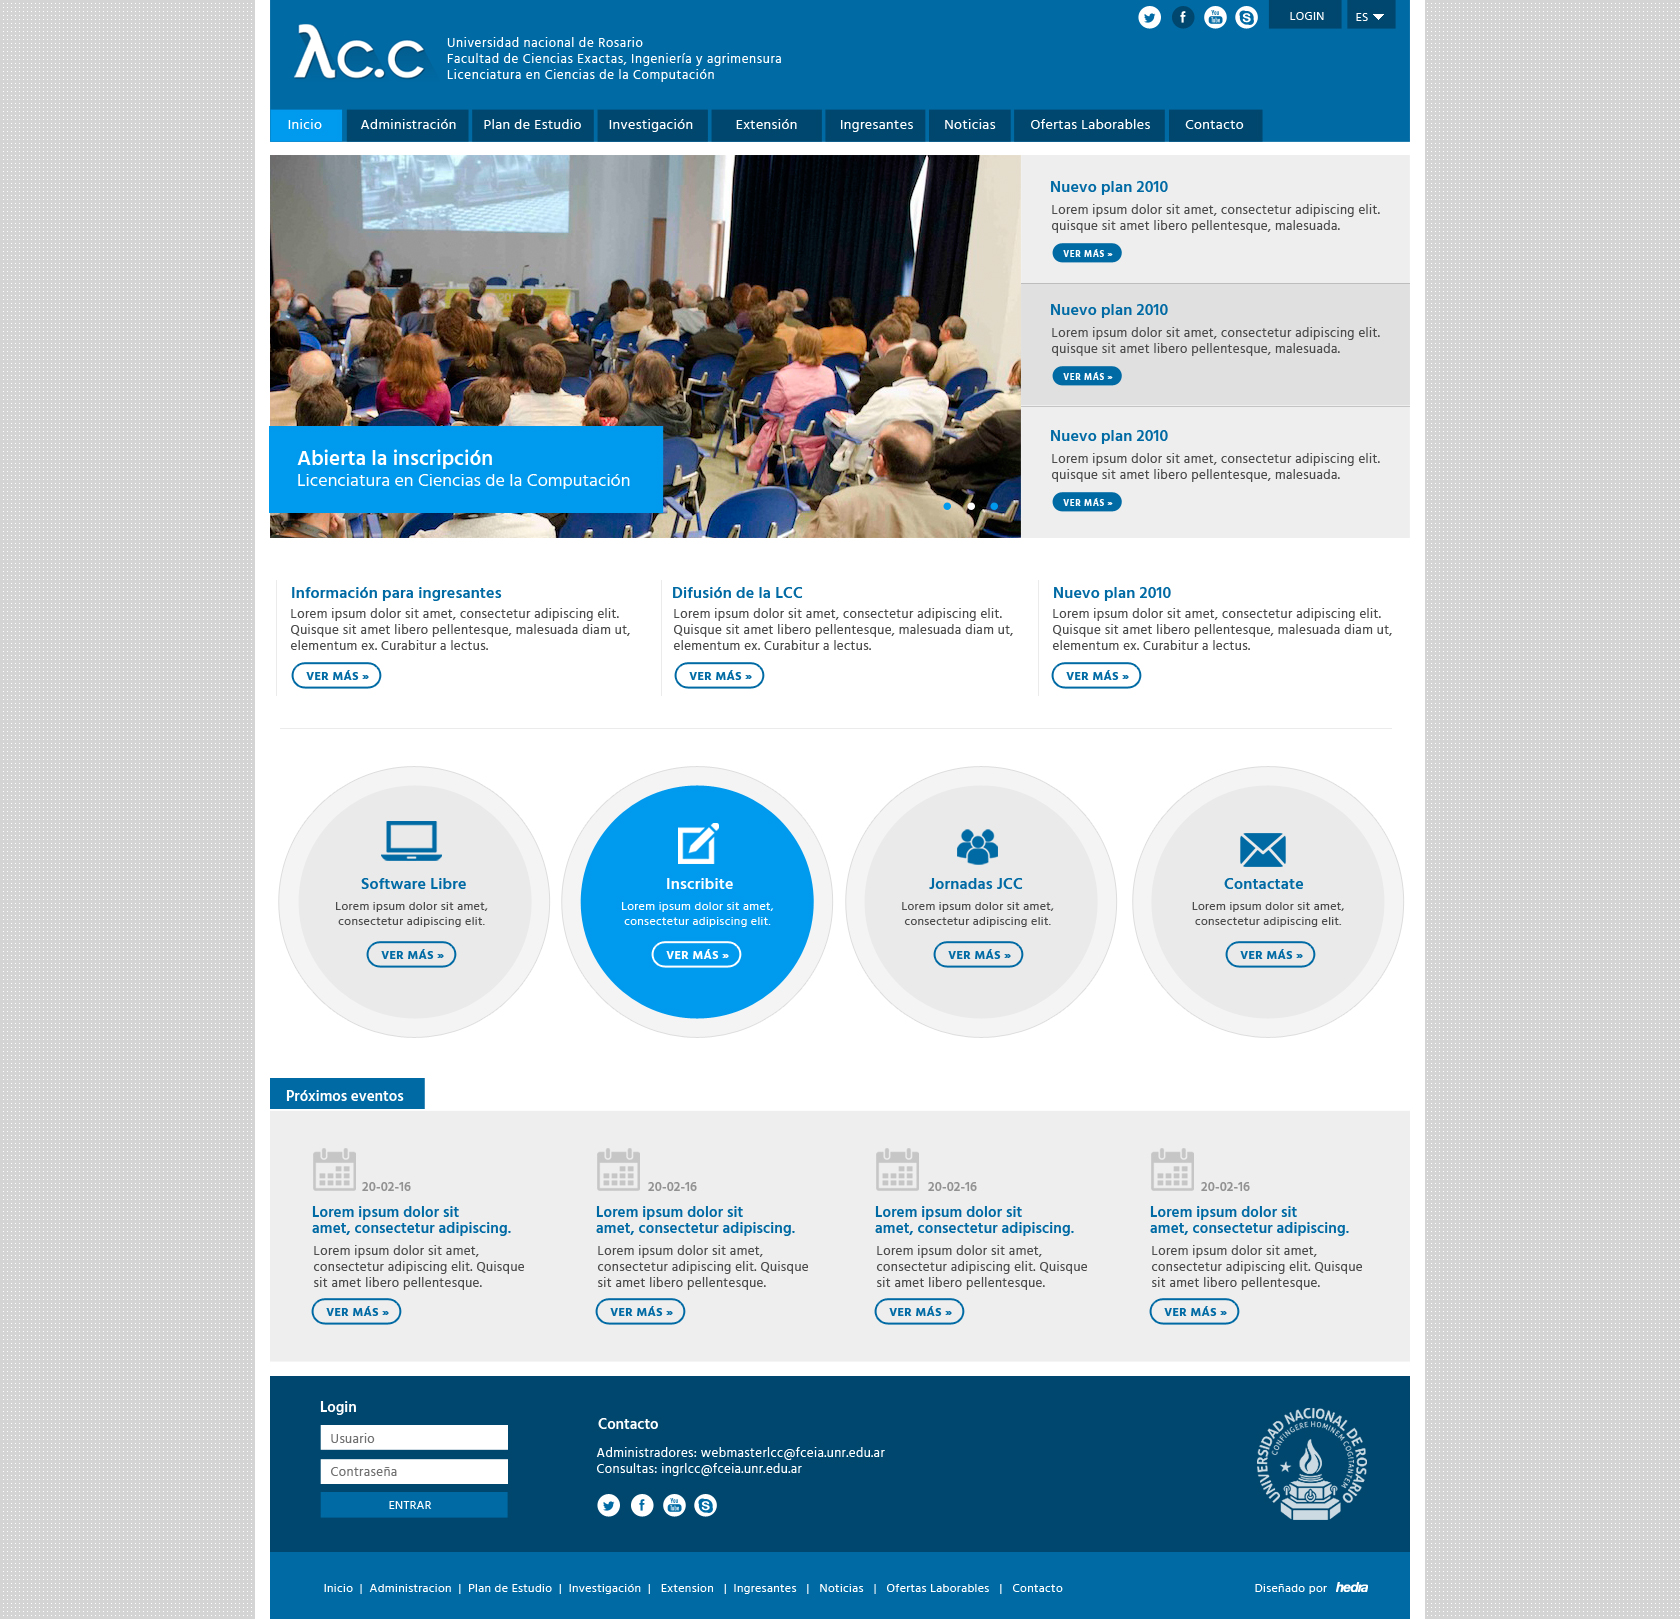 LOGIN
ES
λc.c
Universidad nacional de Rosario
Facultad de Ciencias Exactas, Ingeniería y agrimensura
Licenciatura en Ciencias de la Computación
Inicio
Administración
Plan de Estudio
Investigación
Extensión
Ingresantes
Noticias
Ofertas Laborables
Contacto
Abierta la inscripción
Licenciatura en Ciencias de la Computación
Nuevo plan 2010
Lorem ipsum dolor sit amet, consectetur adipiscing elit.
quisque sit amet libero pellentesque, malesuada.
VER MÁS »
Nuevo plan 2010
Lorem ipsum dolor sit amet, consectetur adipiscing elit.
quisque sit amet libero pellentesque, malesuada.
VER MÁS »
Nuevo plan 2010
Lorem ipsum dolor sit amet, consectetur adipiscing elit.
quisque sit amet libero pellentesque, malesuada.
VER MÁS »
Información para ingresantes
Lorem ipsum dolor sit amet, consectetur adipiscing elit.
Quisque sit amet libero pellentesque, malesuada diam ut,
elementum ex. Curabitur a lectus.
VER MÁS »
Difusión de la LCC
Lorem ipsum dolor sit amet, consectetur adipiscing elit.
Quisque sit amet libero pellentesque, malesuada diam ut,
elementum ex. Curabitur a lectus.
VER MÁS »
Nuevo plan 2010
Lorem ipsum dolor sit amet, consectetur adipiscing elit.
Quisque sit amet libero pellentesque, malesuada diam ut,
elementum ex. Curabitur a lectus.
VER MÁS »
Software Libre
Lorem ipsum dolor sit amet,
consectetur adipiscing elit.
VER MÁS »
Inscribite
Lorem ipsum dolor sit amet,
consectetur adipiscing elit.
VER MÁS »
Jornadas JCC
Lorem ipsum dolor sit amet,
consectetur adipiscing elit.
VER MÁS »
Contactate
Lorem ipsum dolor sit amet,
consectetur adipiscing elit.
VER MÁS »
Próximos eventos
20-02-16
Lorem ipsum dolor sit
amet, consectetur adipiscing.
Lorem ipsum dolor sit amet,
consectetur adipiscing elit. Quisque
sit amet libero pellentesque.
VER MÁS »
20-02-16
Lorem ipsum dolor sit
amet, consectetur adipiscing.
Lorem ipsum dolor sit amet,
consectetur adipiscing elit. Quisque
sit amet libero pellentesque.
VER MÁS »
20-02-16
Lorem ipsum dolor sit
amet, consectetur adipiscing.
Lorem ipsum dolor sit amet,
consectetur adipiscing elit. Quisque
sit amet libero pellentesque.
VER MÁS »
20-02-16
Lorem ipsum dolor sit
amet, consectetur adipiscing.
Lorem ipsum dolor sit amet,
consectetur adipiscing elit. Quisque
sit amet libero pellentesque.
VER MÁS »
Login
Usuario
Contraseña
ENTRAR
Contacto
Administradores: webmasterlcc@fceia.unr.edu.ar
Consultas: ingrlcc@fceia.unr.edu.ar
You Tube
UNIVERSIDAD NACIONAL DE ROSARIO
CONFINGERE HOMINEM COGITANTEM
Inicio | Administracion | Plan de Estudio | Investigación | Extension | Ingresantes | Noticias | Ofertas Laborables | Contacto
Diseñado por hedra